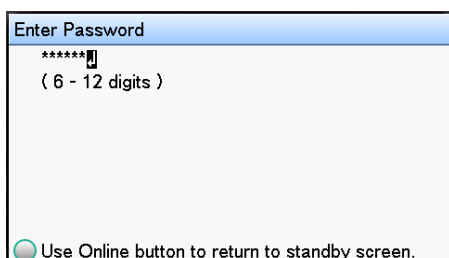 Enter Password
******↲
( 6 - 12 digits )
Use Online button to return to standby screen.